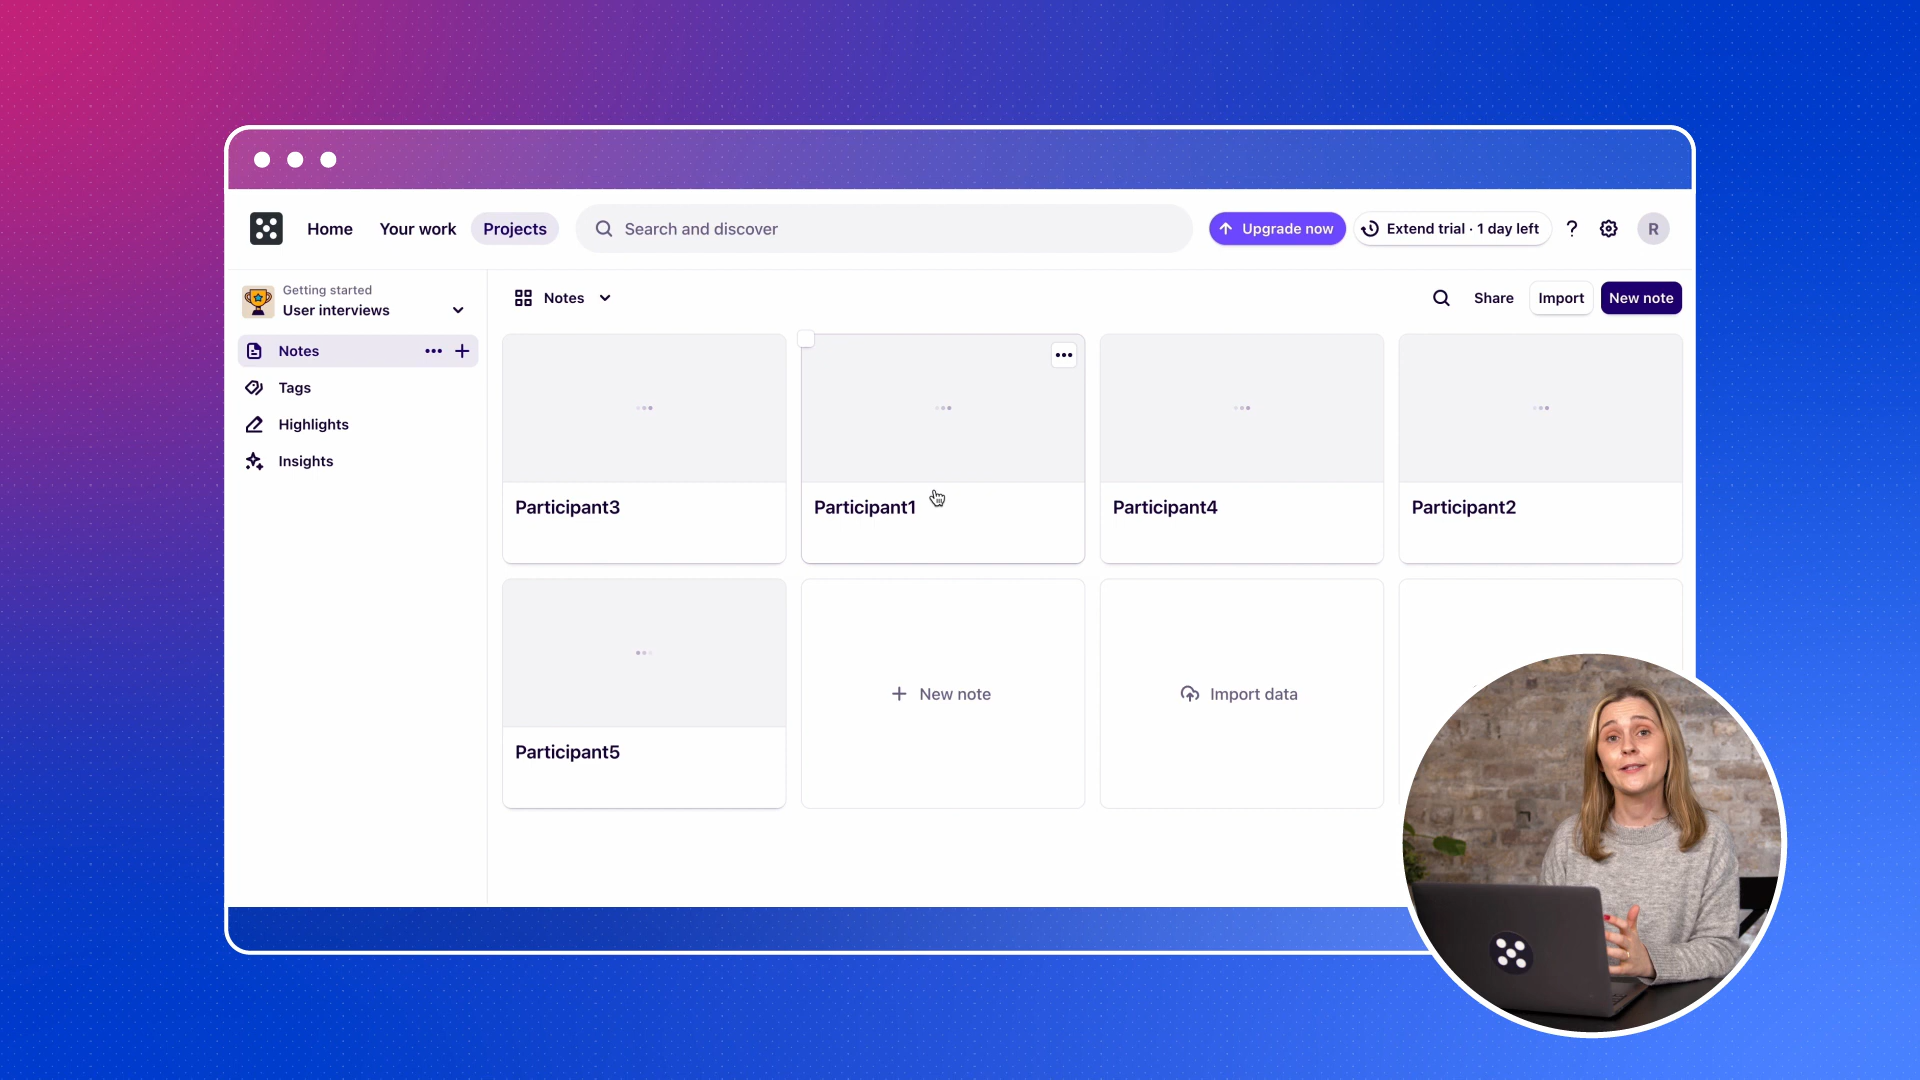 Home Your work Projects Search and discover Upgrade now Extend trial · 1 day left ? R
Getting started
User interviews
Notes
Tags
Highlights
Insights
Notes Share Import New note
Participant3 Participant1 Participant4 Participant2
New note Import data
Participant5